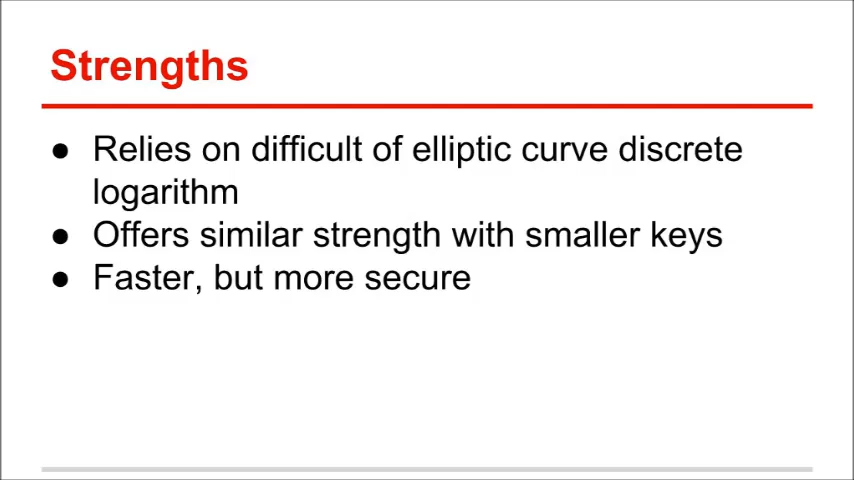 Strengths
● Relies on difficult of elliptic curve discrete
logarithm
● Offers similar strength with smaller keys
● Faster, but more secure